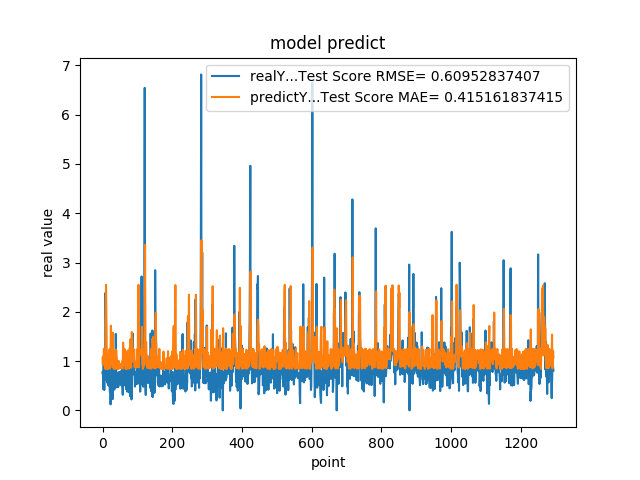 model predict
7
6
5
4
3
2
1
0
real value
realY...Test Score RMSE= 0.60952837407
predictY...Test Score MAE= 0.415161837415
0 200 400 600 800 1000 1200
point